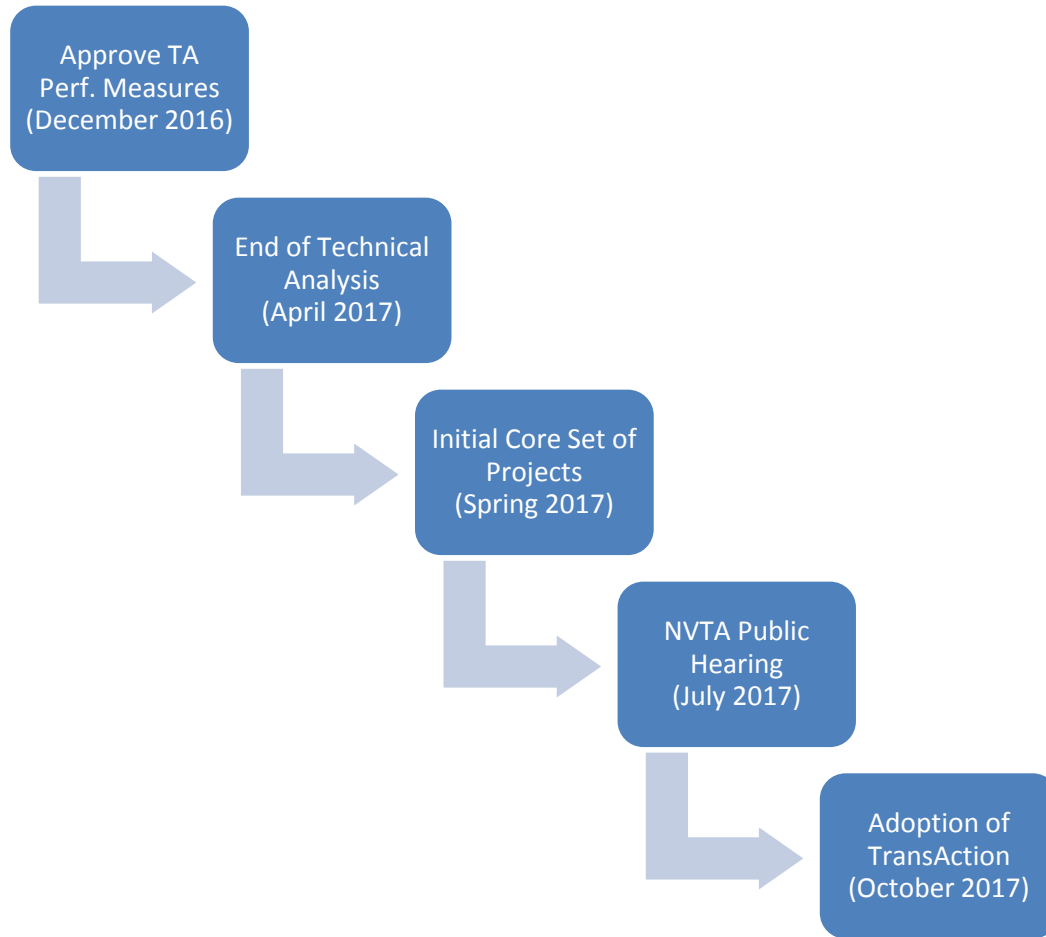 Approve TA
Perf. Measures
(December 2016)
End of Technical
Analysis
(April 2017)
Initial Core Set of
Projects
(Spring 2017)
NVTA Public
Hearing
(July 2017)
Adoption of
TransAction
(October 2017)